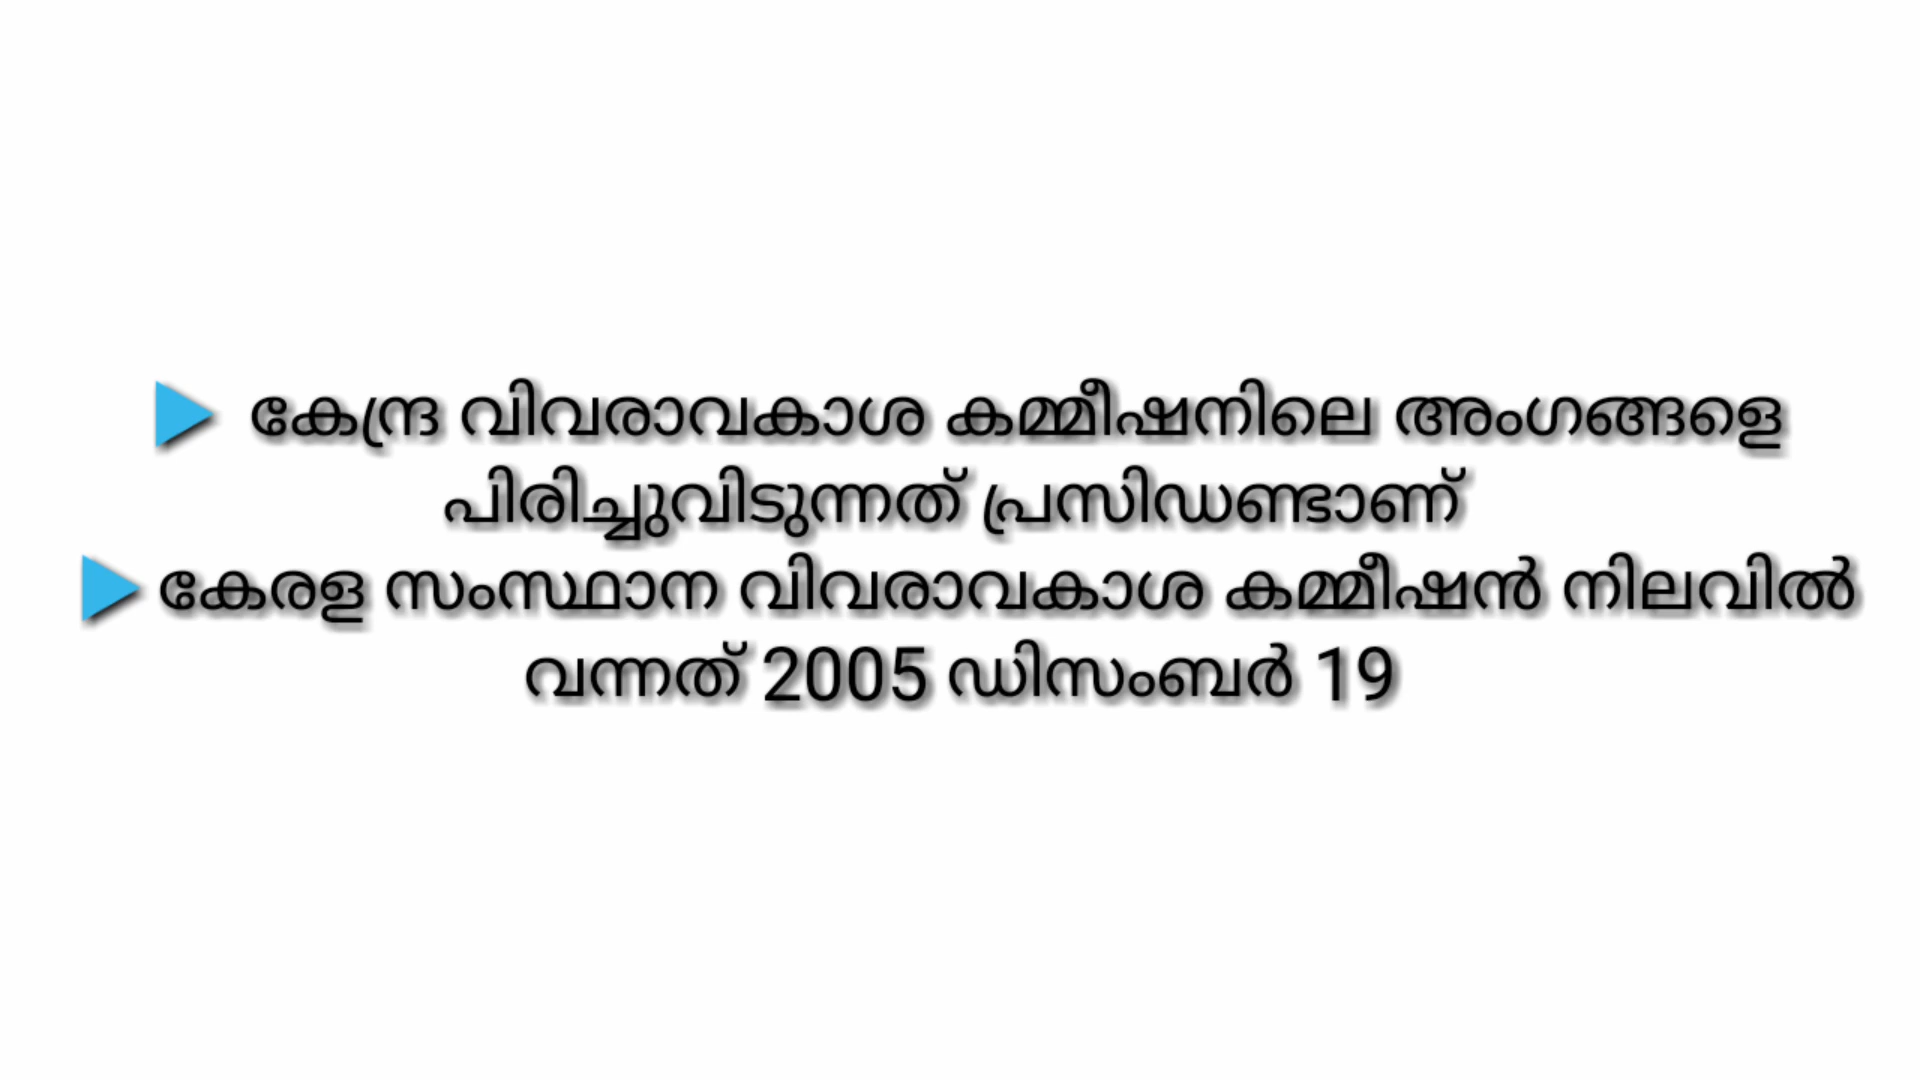 ▶ കേന്ദ്ര വിവരാവകാശ കമ്മീഷനിലെ അംഗങ്ങളെ
പിരിച്ചുവിടുന്നത് പ്രസിഡണ്ടാണ്
▶ കേരള സംസ്ഥാന വിവരാവകാശ കമ്മീഷൻ നിലവിൽ
വന്നത് 2005 ഡിസംബർ 19